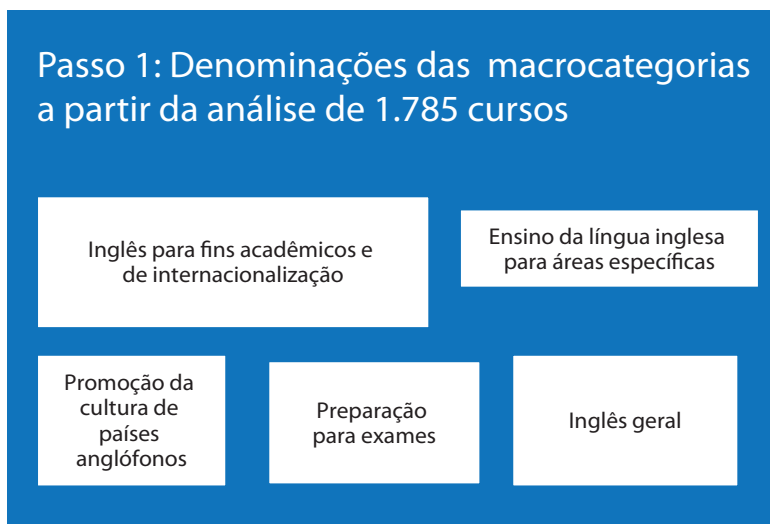 Passo 1: Denominações das macrocategorias
a partir da análise de 1.785 cursos
Inglês para fins acadêmicos e
de internacionalização
Ensino da língua inglesa
para áreas específicas
Promoção da
cultura de
países
anglófonos
Preparação
para exames
Inglês geral